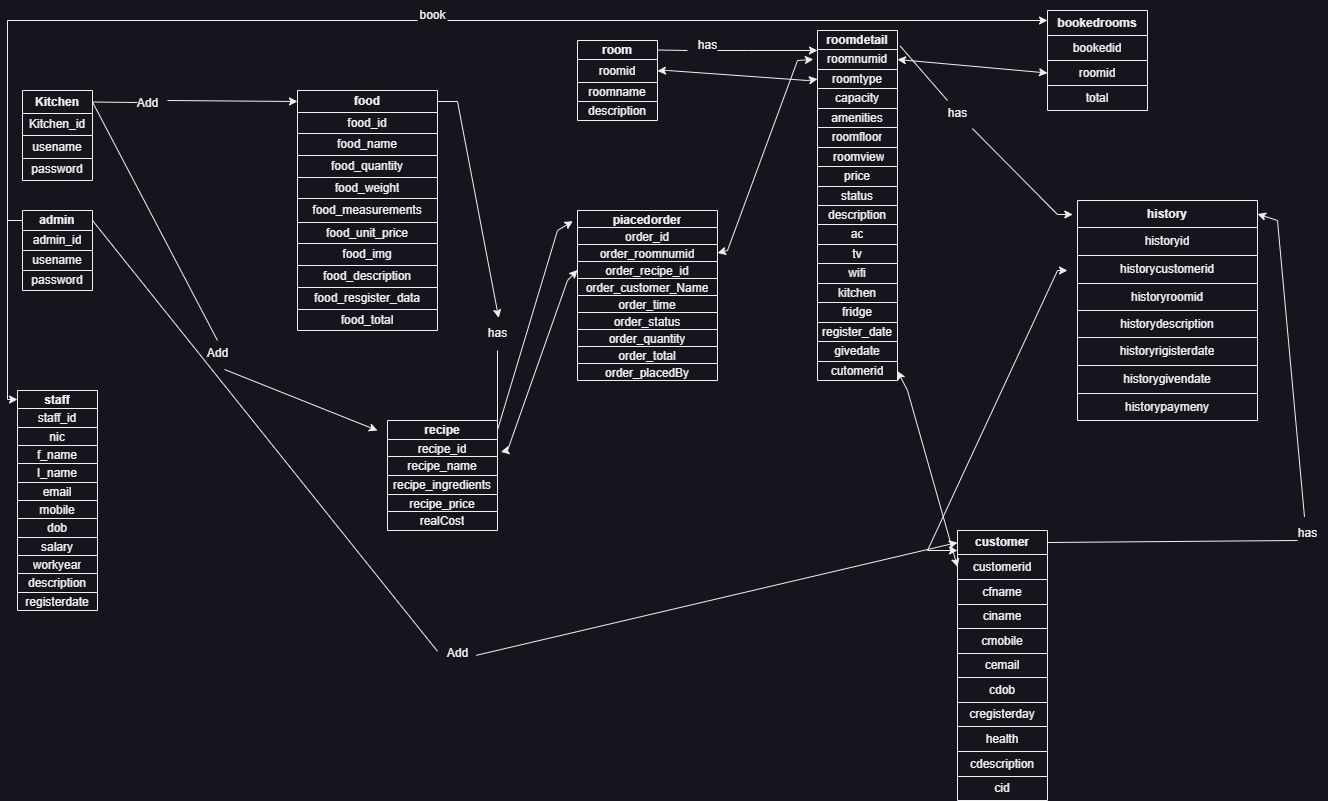 book
bookedrooms
bookedid
roomid
total
room
roomid
roomname
description
has
roomdetail
roomnumid
roomtype
capacity
amenities
roomfloor
roomview
price
status
description
ac
tv
wifi
kitchen
fridge
register_date
givedate
cutomerid
has
Kitchen
Kitchen_id
usename
password
Add
food
food_id
food_name
food_quantity
food_weight
food_measurements
food_unit_price
food_img
food_description
food_resgister_data
food_total
admin
admin_id
usename
password
placedorder
order_id
order_roomnumid
order_recipe_id
order_customer_Name
order_time
order_status
order_quantity
order_total
order_placedBy
history
historyid
historycustomerid
historyroomid
historydescription
historyrigisterdate
historygivendate
historypaymeny
has
Add
staff
staff_id
nic
f_name
l_name
email
mobile
dob
salary
workyear
description
registerdate
recipe
recipe_id
recipe_name
recipe_ingredients
recipe_price
realCost
customer
customerid
cfname
ciname
cmobile
cemail
cdob
cregisterday
health
cdescription
cid
has
Add